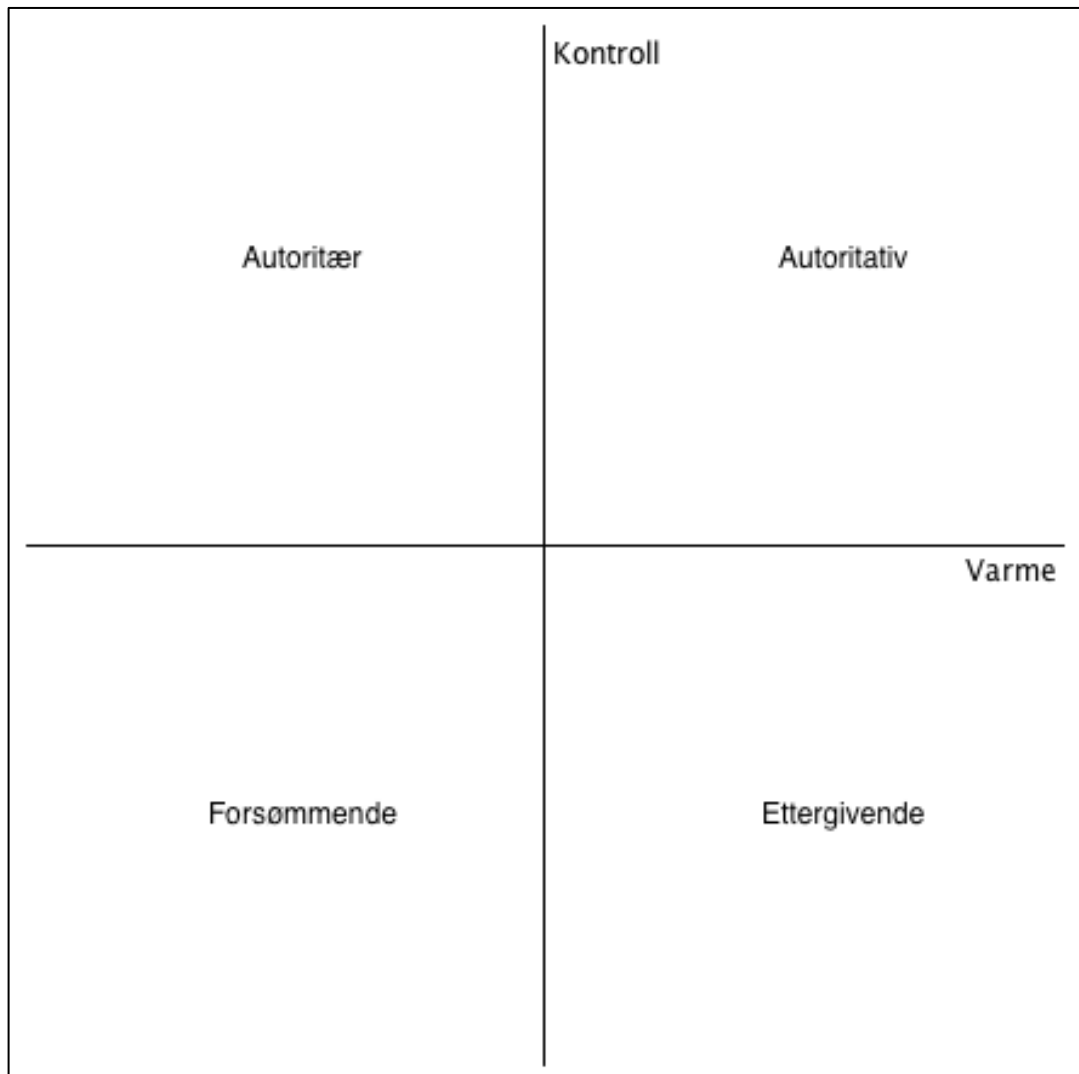 Kontroll
Autoritær
Autoritativ
Varme
Forsømmende
Ettergivende